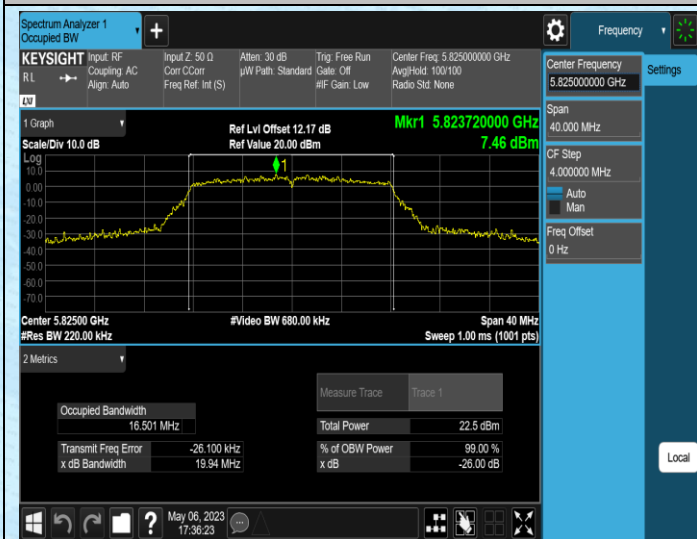 Spectrum Analyzer 1
Occupied BW
Frequency
KEYSIGHT
R L
LXI
Input: RF
Coupling: AC
Align: Auto
Input Z: 50 Ω
Corr CCorr
Freq Ref: Int (S)
Atten: 30 dB
µW Path: Standard
Trig: Free Run
Gate: Off
#IF Gain: Low
Center Freq: 5.825000000 GHz
Avg|Hold: 100/100
Radio Std: None
Center Frequency
5.825000000 GHz
Settings
Span
40.000 MHz
CF Step
4.000000 MHz
Auto
Man
Freq Offset
0 Hz
1 Graph
Scale/Div 10.0 dB
Ref Lvl Offset 12.17 dB
Ref Value 20.00 dBm
Mkr1 5.823720000 GHz
7.46 dBm
Log
10.0
0.00
-10.0
-20.0
-30.0
-40.0
-50.0
-60.0
-70.0
1
Center 5.82500 GHz
#Res BW 220.00 kHz
#Video BW 680.00 kHz
Span 40 MHz
Sweep 1.00 ms (1001 pts)
2 Metrics
Measure Trace
Trace 1
Occupied Bandwidth
16.501 MHz
Total Power
22.5 dBm
Transmit Freq Error
-26.100 kHz
% of OBW Power
99.00 %
x dB Bandwidth
19.94 MHz
x dB
-26.00 dB
Local
?
May 06, 2023
17:36:23